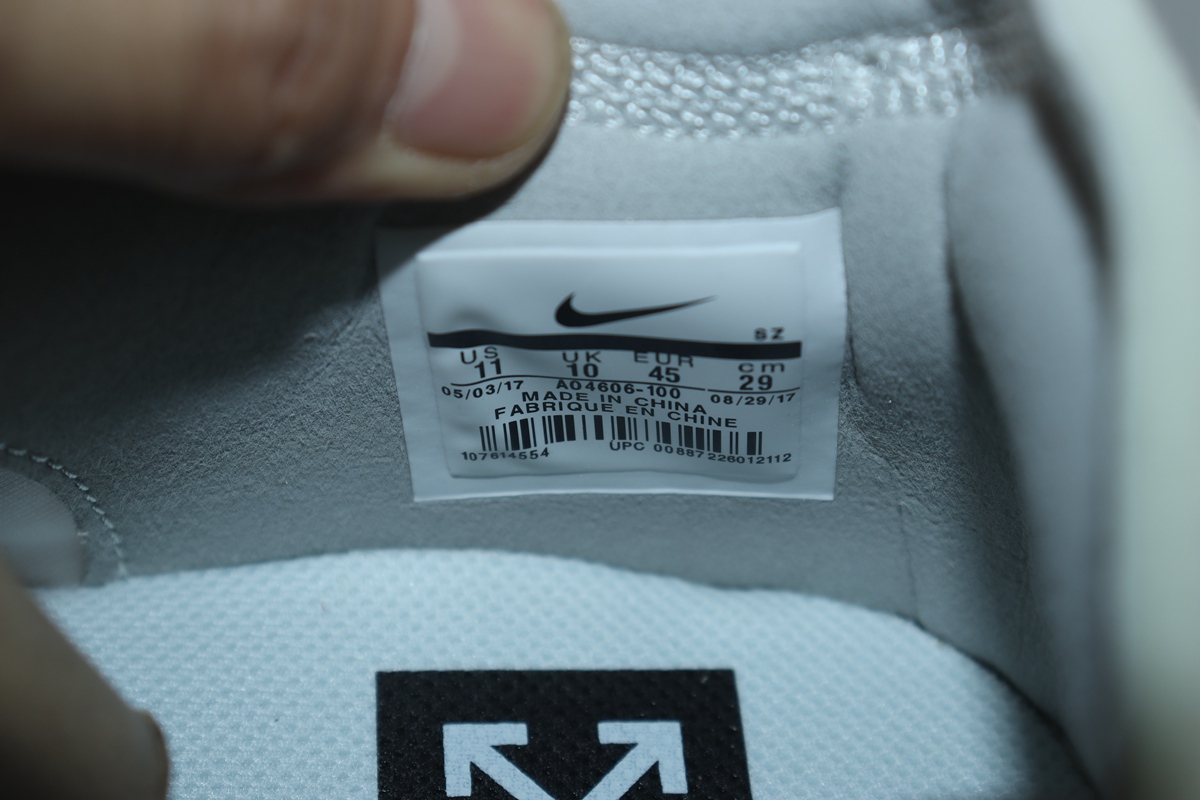 SZ
US UK EUR cm
11 10 45 29
05/03/17 AO4606-100 08/29/17
MADE IN CHINA
FABRIQUE EN CHINE
107614554 UPC 00887226012112